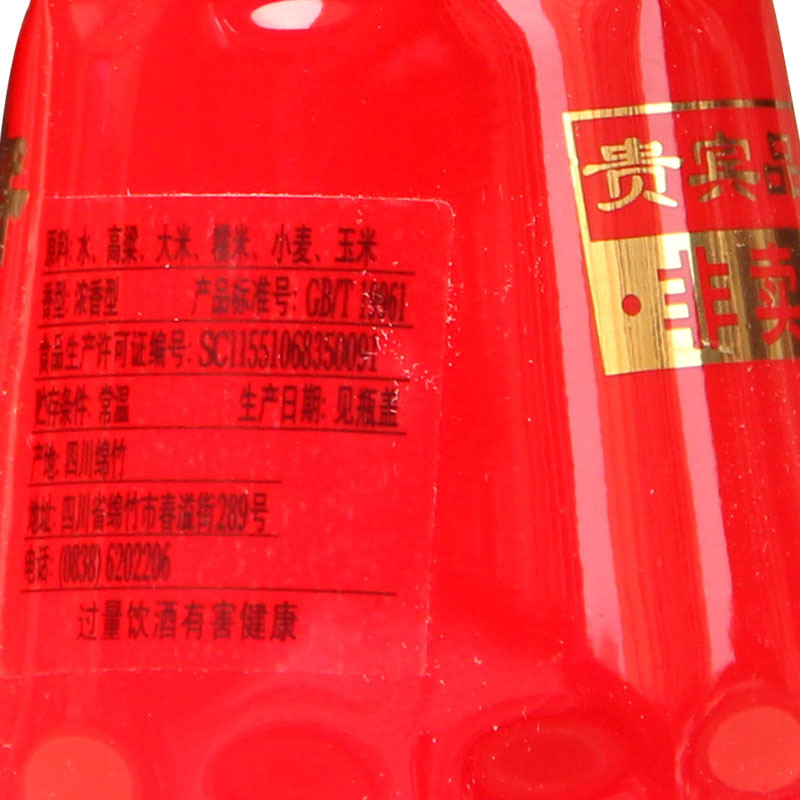 原料: 水、高粱、大米、糯米、小麦、玉米
香型: 浓香型 产品标准号: GB/T 19961
食品生产许可证编号: SC11551068350091
贮存条件: 常温 生产日期: 见瓶盖
产地: 四川绵竹
地址: 四川省绵竹市春溢街289号
电话: (0838) 6202206
过量饮酒有害健康
贵宾品
·非卖